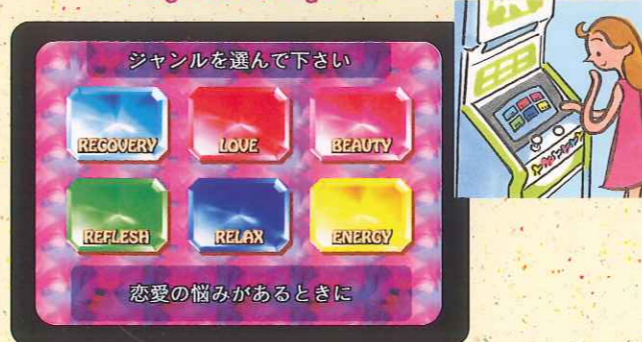 ジャンルを選んで下さい
RECOVERY
LOVE
BEAUTY
REFLESH
RELAX
ENERGY
恋愛の悩みがあるときに